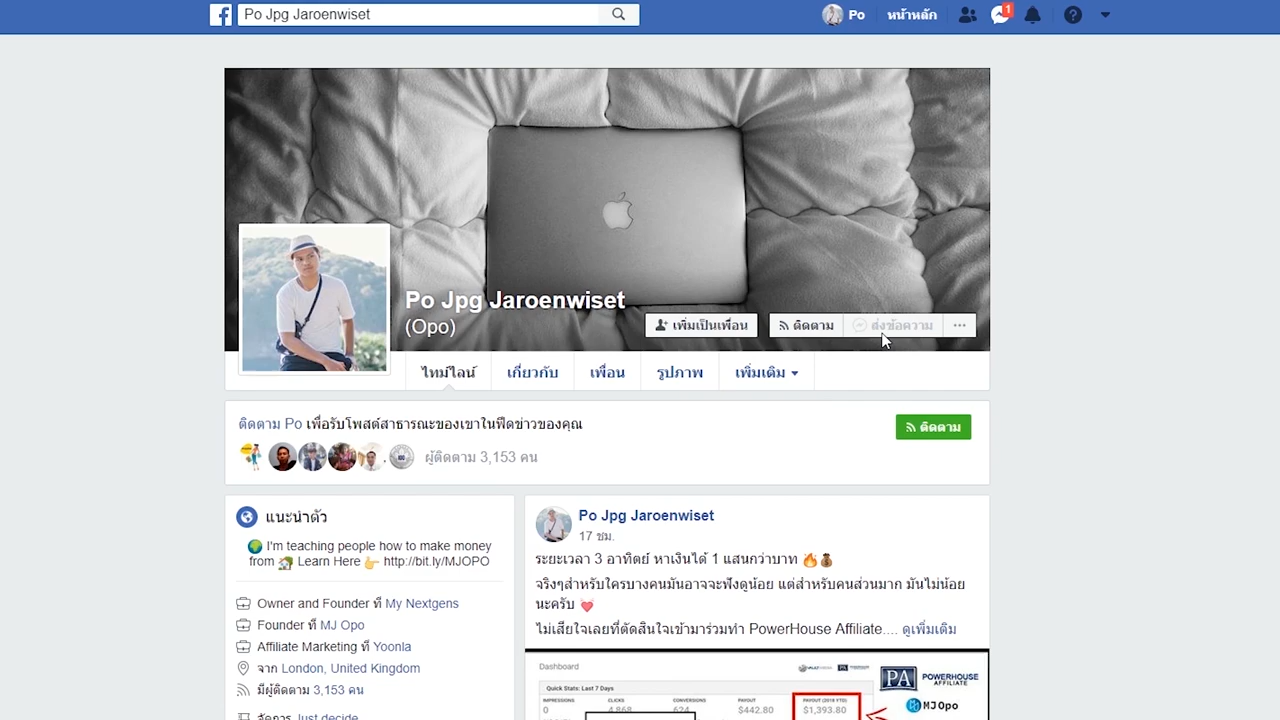 Po Jpg Jaroenwiset
Po
หน้าหลัก
1
Po Jpg Jaroenwiset
(Opo)
เพิ่มเป็นเพื่อน
ติดตาม
ส่งข้อความ
ไทม์ไลน์
เกี่ยวกับ
เพื่อน
รูปภาพ
เพิ่มเติม
ติดตาม Po เพื่อรับโพสต์สาธารณะของเขาในฟีดข่าวของคุณ
ติดตาม
ผู้ติดตาม 3,153 คน
แนะนำตัว
I'm teaching people how to make money
from Learn Here http://bit.ly/MJOPO
Owner and Founder ที่ My Nextgens
Founder ที่ MJ Opo
Affiliate Marketing ที่ Yoonla
จาก London, United Kingdom
มีผู้ติดตาม 3,153 คน
Just decide
Po Jpg Jaroenwiset
17 ชม.
ระยะเวลา 3 อาทิตย์ หาเงินได้ 1 แสนกว่าบาท
จริงๆสำหรับใครบางคนมันอาจจะฟังดูน้อย แต่สำหรับคนส่วนมาก มันไม่น้อย
นะครับ
ไม่เสียใจเลยที่ตัดสินใจเข้ามาร่วมทำ PowerHouse Affiliate.... ดูเพิ่มเติม
Dashboard
Quick Stats: Last 7 Days
IMPRESSIONS
CLICKS
CONVERSIONS
PAYOUT
PAYOUT (2018 YTD)
0
4,868
624
$442.80
$1,393.80
PA
POWERHOUSE
AFFILIATE
MJ Opo